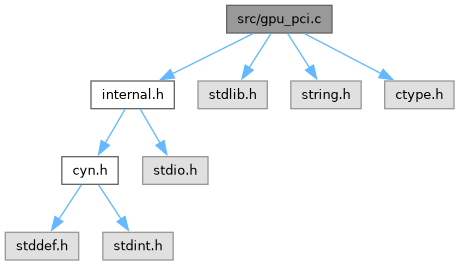 src/gpu_pci.c
internal.h
stdlib.h
string.h
ctype.h
cyn.h
stdio.h
stddef.h
stdint.h